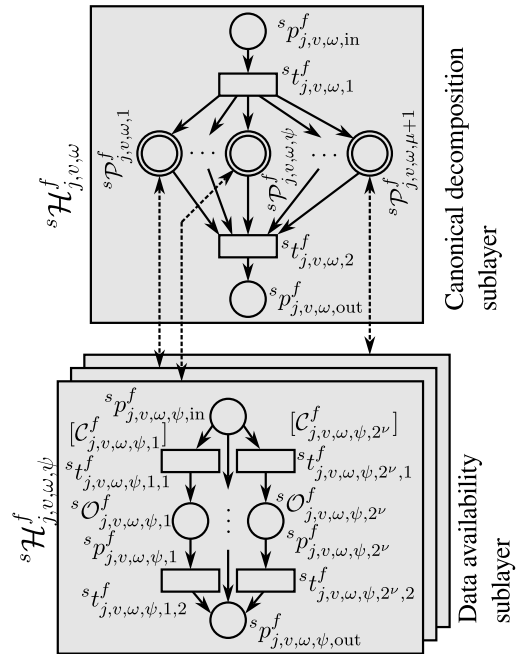 ${}^{s}p^{f}_{j,v,\omega,\mathrm{in}}$
${}^{s}t^{f}_{j,v,\omega,1}$
${}^{s}\mathcal{P}^{f}_{j,v,\omega,1}$
. . .
${}^{s}\mathcal{P}^{f}_{j,v,\omega,\psi}$
. . .
${}^{s}\mathcal{P}^{f}_{j,v,\omega,\mu+1}$
${}^{s}\mathcal{H}^{f}_{j,v,\omega}$
${}^{s}t^{f}_{j,v,\omega,2}$
${}^{s}p^{f}_{j,v,\omega,\mathrm{out}}$
Canonical decomposition
sublayer
${}^{s}p^{f}_{j,v,\omega,\psi,\mathrm{in}}$
$[\mathcal{C}^{f}_{j,v,\omega,\psi,1}]$
$[\mathcal{C}^{f}_{j,v,\omega,\psi,2^{\nu}}]$
${}^{s}t^{f}_{j,v,\omega,\psi,1,1}$
${}^{s}t^{f}_{j,v,\omega,\psi,2^{\nu},1}$
${}^{s}\mathcal{H}^{f}_{j,v,\omega,\psi}$
${}^{s}\mathcal{O}^{f}_{j,v,\omega,\psi,1}$
${}^{s}\mathcal{O}^{f}_{j,v,\omega,\psi,2^{\nu}}$
⋮
${}^{s}p^{f}_{j,v,\omega,\psi,1}$
${}^{s}p^{f}_{j,v,\omega,\psi,2^{\nu}}$
${}^{s}t^{f}_{j,v,\omega,\psi,1,2}$
${}^{s}t^{f}_{j,v,\omega,\psi,2^{\nu},2}$
${}^{s}p^{f}_{j,v,\omega,\psi,\mathrm{out}}$
Data availability
sublayer